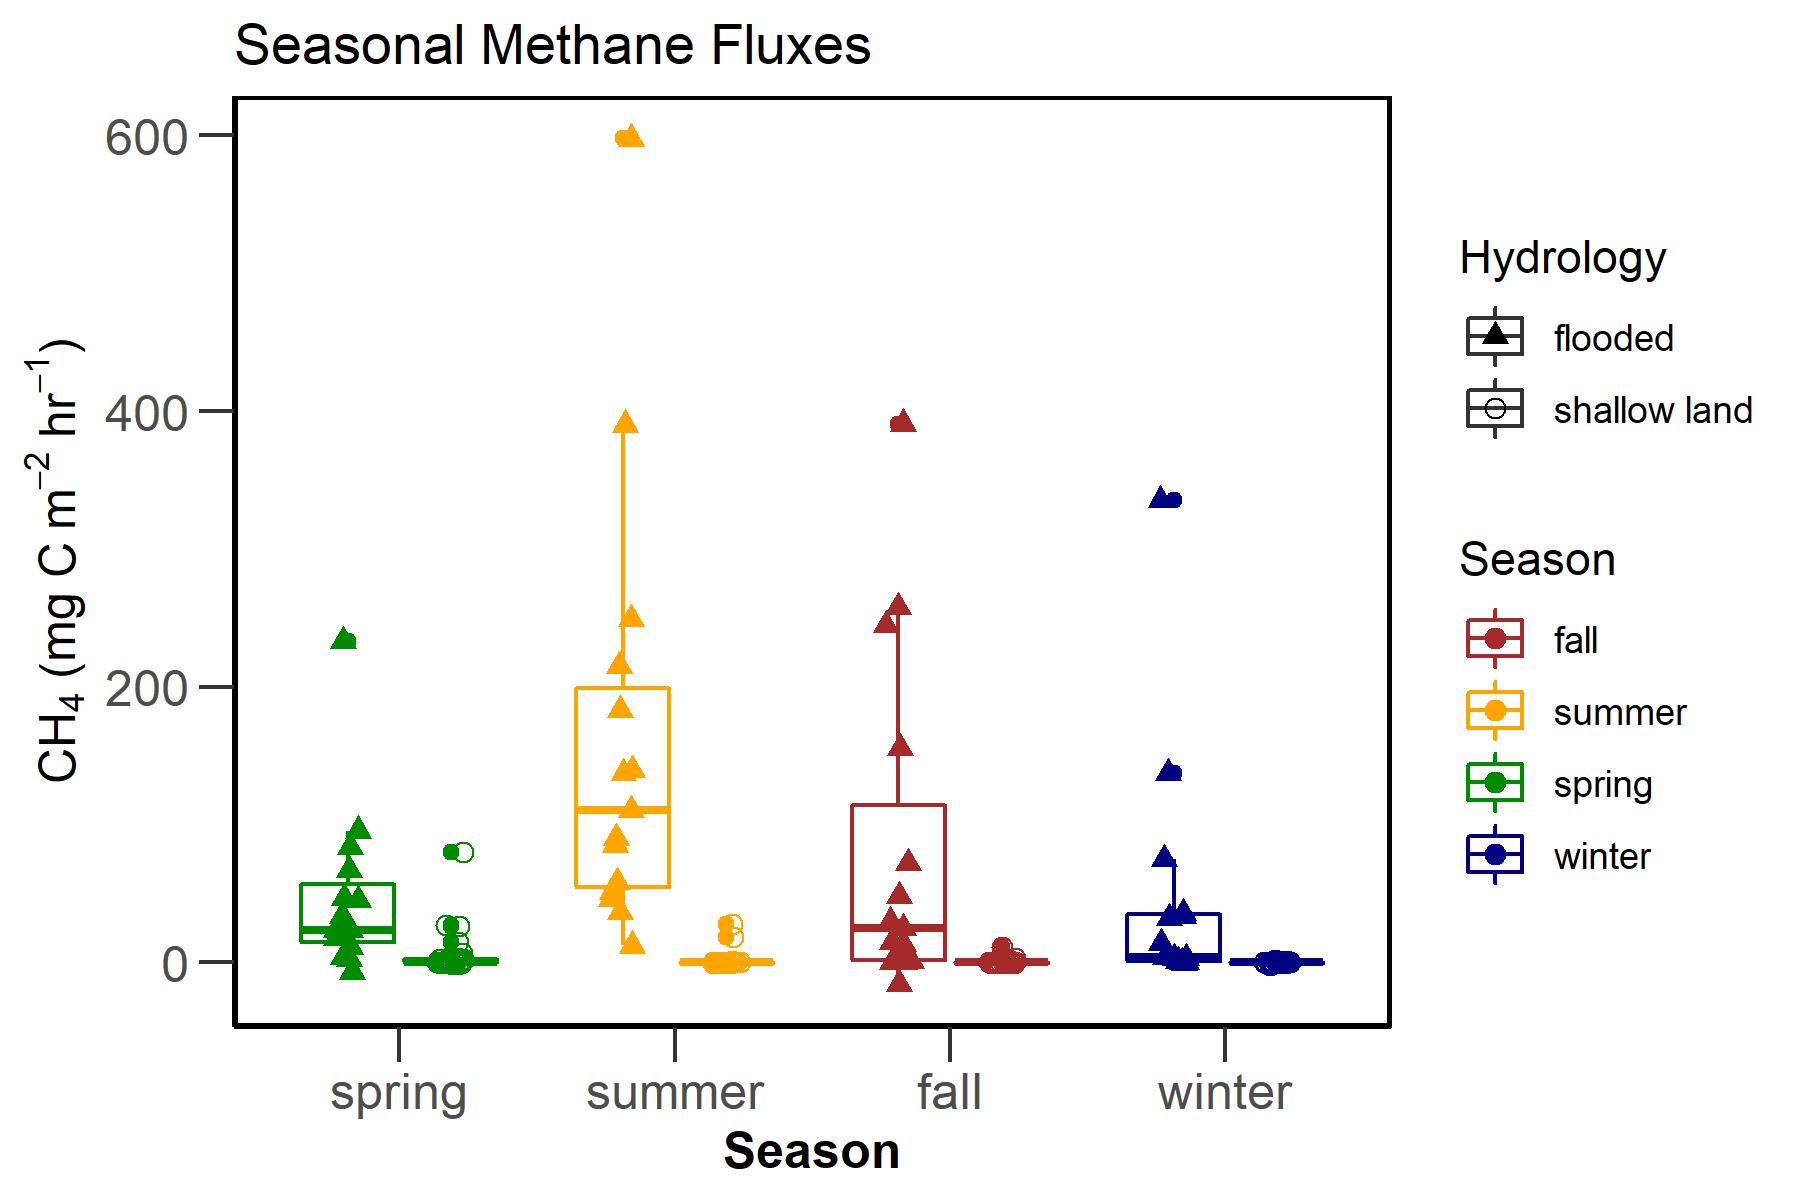 Seasonal Methane Fluxes
CH₄ (mg C m⁻² hr⁻¹)
600
400
200
0
spring summer fall winter
Season
Hydrology
flooded
shallow land
Season
fall
summer
spring
winter